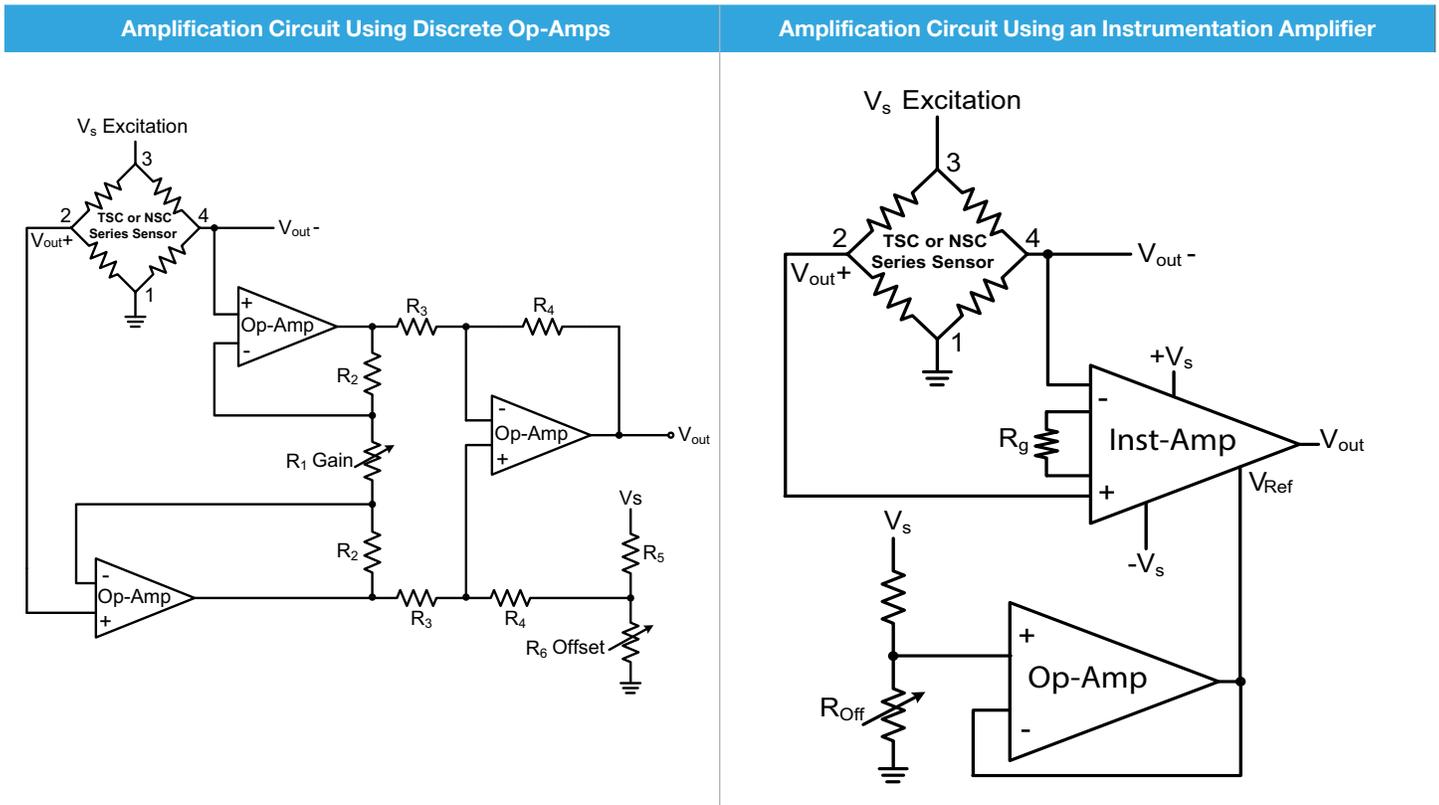 Amplification Circuit Using Discrete Op-Amps
Vs Excitation
3
2
TSC or NSC
Series Sensor
4
Vout+
Vout -
1
+
Op-Amp
-
R3
R4
R2
R1 Gain
-
Op-Amp
+
Vout
Vs
R5
R2
-
Op-Amp
+
R3
R4
R6 Offset
Amplification Circuit Using an Instrumentation Amplifier
Vs Excitation
3
2
TSC or NSC
Series Sensor
4
Vout+
Vout -
1
+Vs
-
Rg
Inst-Amp
Vout
+
VRef
-Vs
Vs
+
Op-Amp
ROff
-